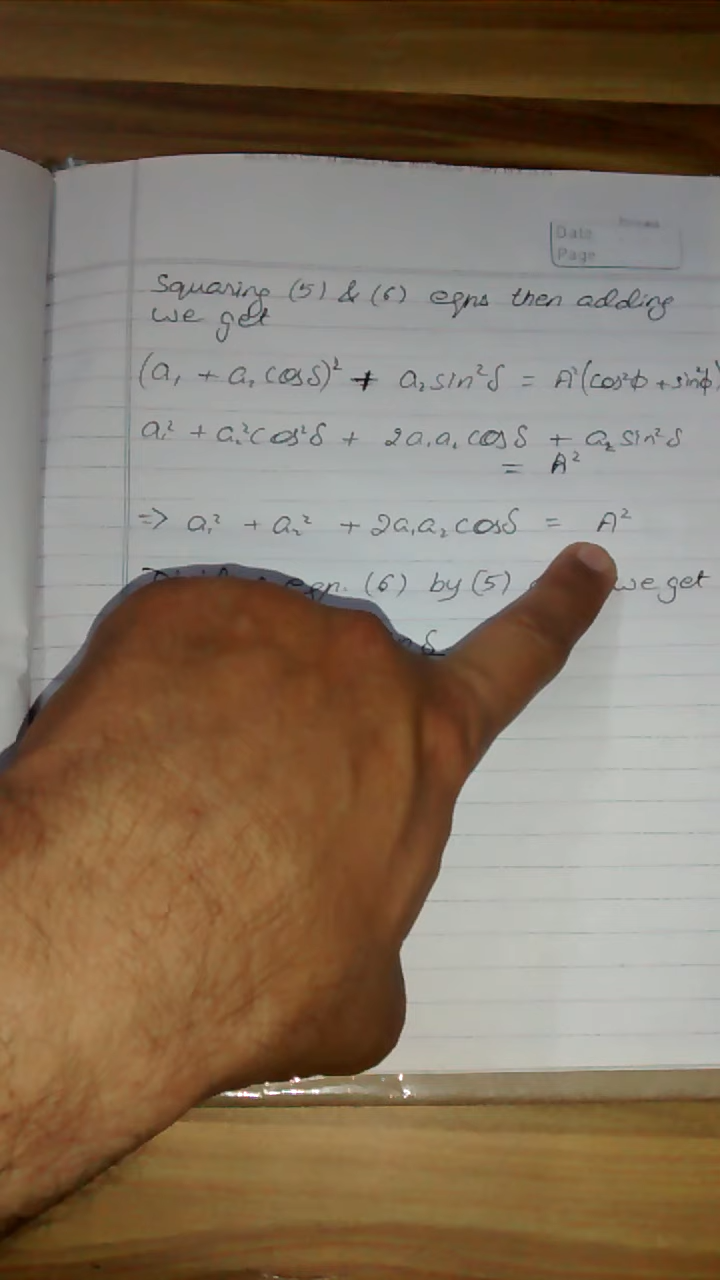 Date
Page
Squaring (5) & (6) eqns then adding
we get
(a₁ + a₂ cosδ)² + a₂ sin²δ = A²(cos²ϕ + sin²ϕ)
a₁² + a₂² cos²δ + 2a₁a₂ cosδ + a₂ sin²δ
= A²
=> a₁² + a₂² + 2a₁a₂ cosδ = A²
eqn. (6) by (5) we get
δ